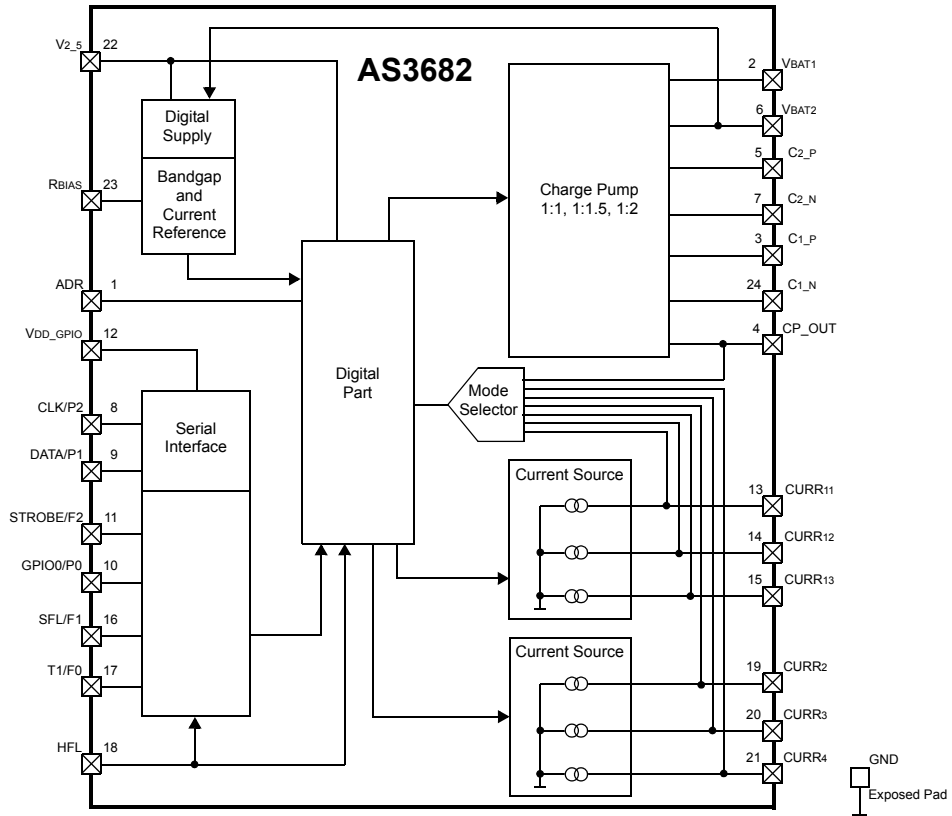 AS3682
V2_5 22
Digital
Supply
RBIAS 23
Bandgap
and
Current
Reference
ADR 1
VDD_GPIO 12
CLK/P2 8
DATA/P1 9
STROBE/F2 11
GPIO0/P0 10
SFL/F1 16
T1/F0 17
HFL 18
Serial
Interface
Digital
Part
Charge Pump
1:1, 1:1.5, 1:2
Mode
Selector
2 VBAT1
6 VBAT2
5 C2_P
7 C2_N
3 C1_P
24 C1_N
4 CP_OUT
Current Source
13 CURR11
14 CURR12
15 CURR13
Current Source
19 CURR2
20 CURR3
21 CURR4
GND
Exposed Pad